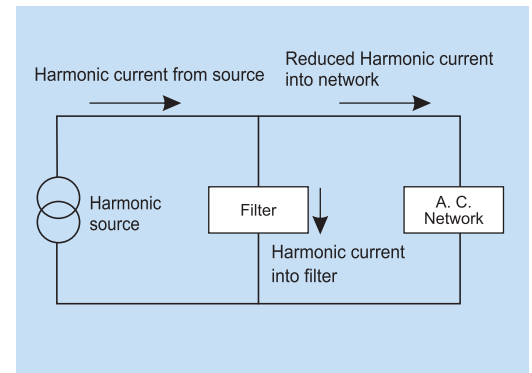 Harmonic current from source
Reduced Harmonic current
into network
Harmonic
source
Filter
A. C.
Network
Harmonic current
into filter